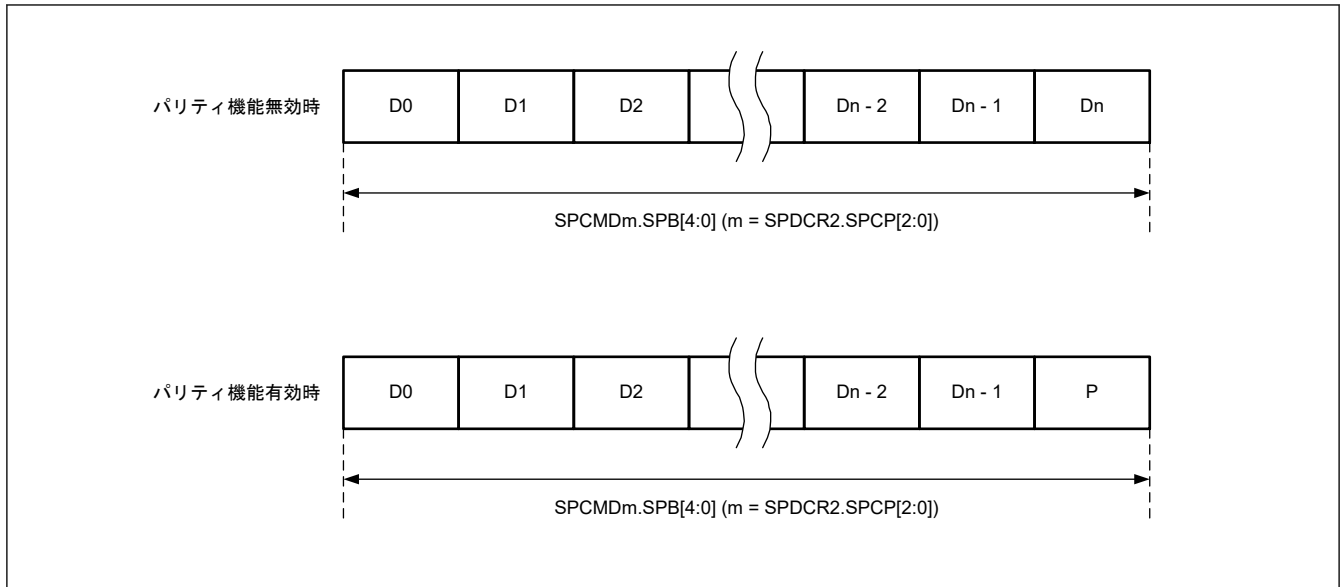 パリティ機能無効時 D0 D1 D2 Dn - 2 Dn - 1 Dn
SPCMDm.SPB[4:0] (m = SPDCR2.SPCP[2:0])
パリティ機能有効時 D0 D1 D2 Dn - 2 Dn - 1 P
SPCMDm.SPB[4:0] (m = SPDCR2.SPCP[2:0])